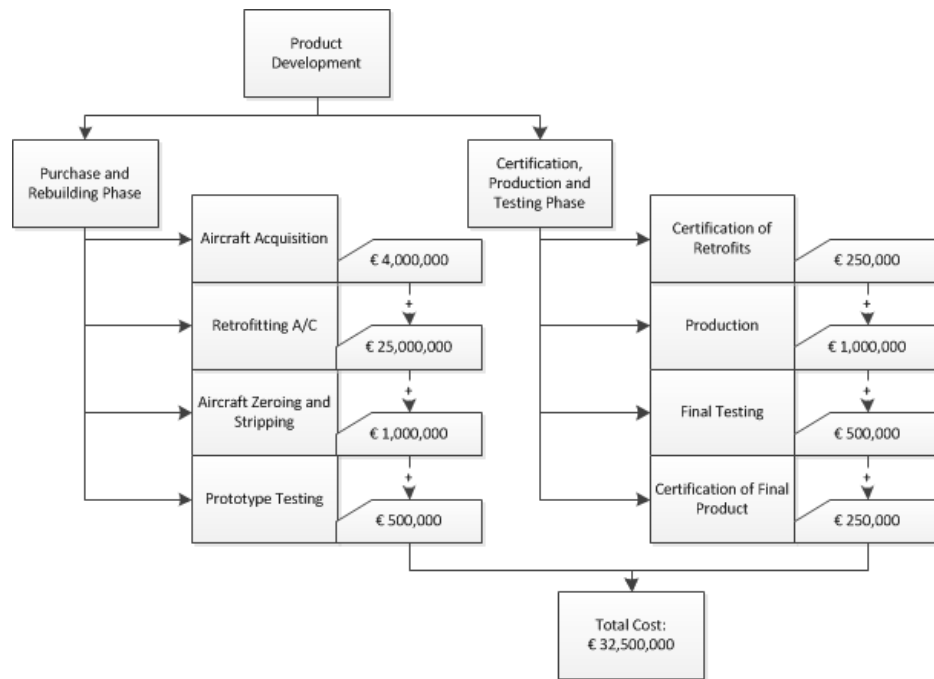 Product
Development
Purchase and
Rebuilding Phase
Aircraft Acquisition
€ 4,000,000
+
Retrofitting A/C
€ 25,000,000
+
Aircraft Zeroing and
Stripping
€ 1,000,000
+
Prototype Testing
€ 500,000
Certification,
Production and
Testing Phase
Certification of
Retrofits
€ 250,000
+
Production
€ 1,000,000
+
Final Testing
€ 500,000
+
Certification of Final
Product
€ 250,000
Total Cost:
€ 32,500,000